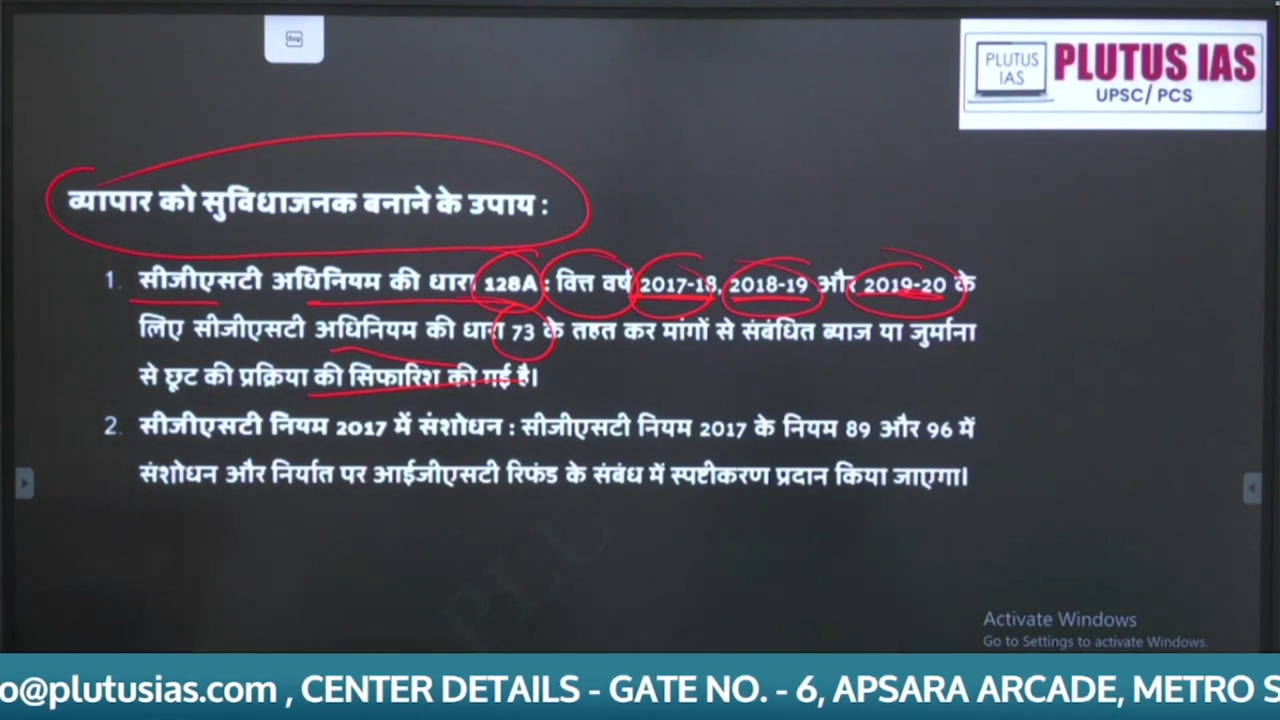 PLUTUS
IAS
PLUTUS IAS
UPSC/ PCS
व्यापार को सुविधाजनक बनाने के उपाय :
1. सीजीएसटी अधिनियम की धारा 128A : वित्त वर्ष 2017-18, 2018-19 और 2019-20 के
लिए सीजीएसटी अधिनियम की धारा 73 के तहत कर मांगों से संबंधित ब्याज या जुर्माना
से छूट की प्रक्रिया की सिफारिश की गई है।
2. सीजीएसटी नियम 2017 में संशोधन : सीजीएसटी नियम 2017 के नियम 89 और 96 में
संशोधन और निर्यात पर आईजीएसटी रिफंड के संबंध में स्पष्टीकरण प्रदान किया जाएगा।
PLU
Activate Windows
Go to Settings to activate Windows.
o@plutusias.com , CENTER DETAILS - GATE NO. - 6, APSARA ARCADE, METRO S